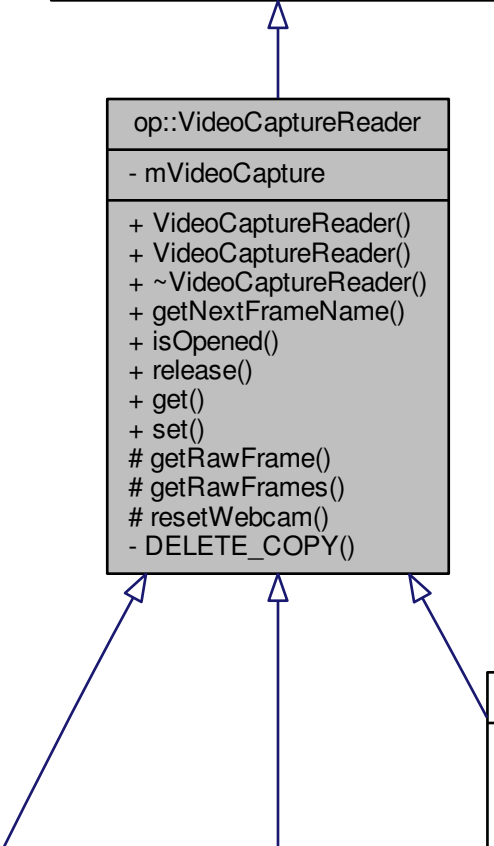 op::VideoCaptureReader
- mVideoCapture
+ VideoCaptureReader()
+ VideoCaptureReader()
+ ~VideoCaptureReader()
+ getNextFrameName()
+ isOpened()
+ release()
+ get()
+ set()
# getRawFrame()
# getRawFrames()
# resetWebcam()
- DELETE_COPY()